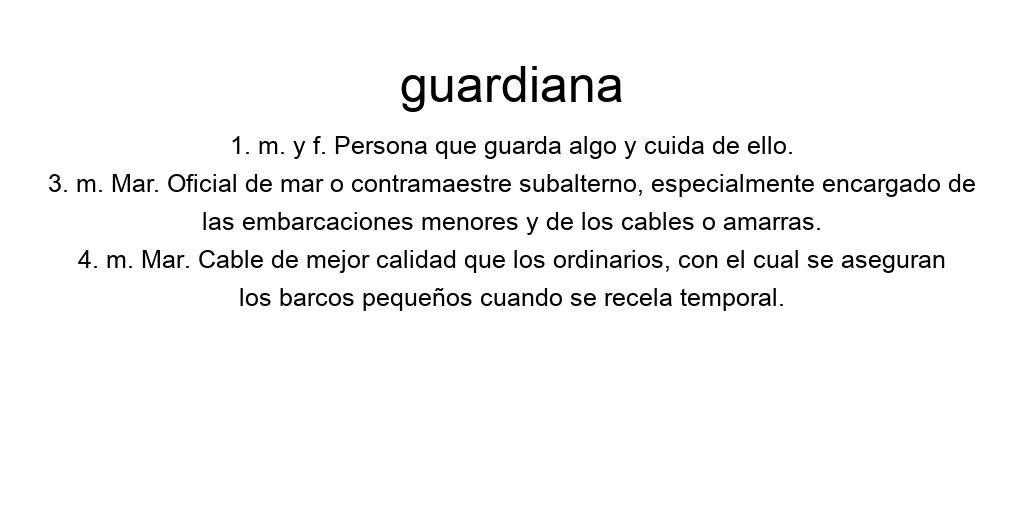 guardiana
1. m. y f. Persona que guarda algo y cuida de ello.
3. m. Mar. Oficial de mar o contramaestre subalterno, especialmente encargado de
las embarcaciones menores y de los cables o amarras.
4. m. Mar. Cable de mejor calidad que los ordinarios, con el cual se aseguran
los barcos pequeños cuando se recela temporal.